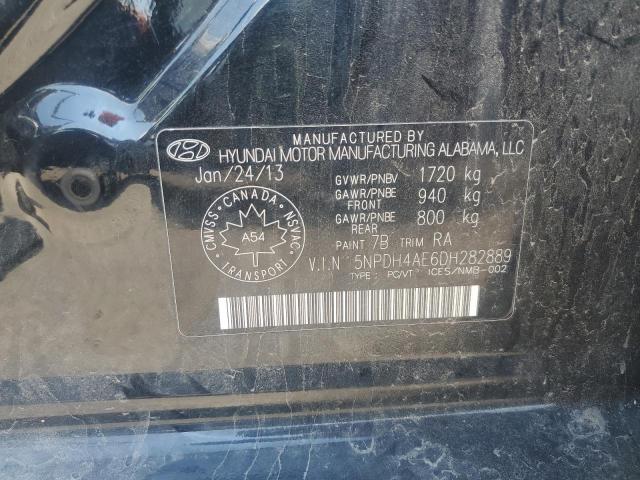 MANUFACTURED BY
HYUNDAI MOTOR MANUFACTURING ALABAMA, LLC
Jan/24/13
GVWR/PNBV 1720 kg
GAWR/PNBE FRONT 940 kg
GAWR/PNBE REAR 800 kg
PAINT 7B TRIM RA
V.I.N 5NPDH4AE6DH282889
TYPE : PC/VT ICES/NMB-002
CANADA
CMVSS
NSVAC
A54
TRANSPORT